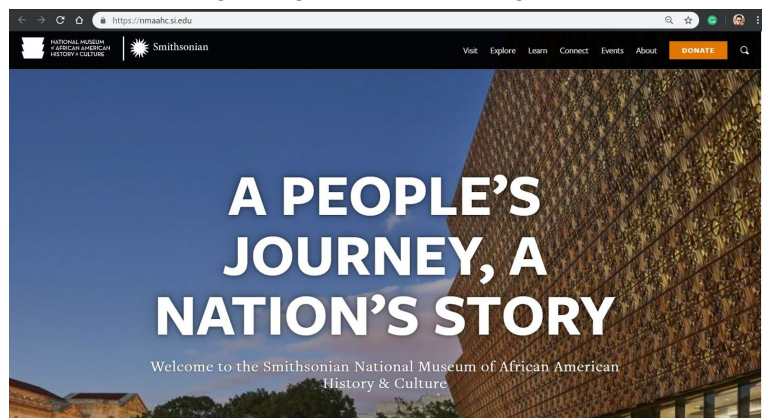 https://nmaahc.si.edu
NATIONAL MUSEUM
of AFRICAN AMERICAN
HISTORY & CULTURE
Smithsonian
Visit Explore Learn Connect Events About DONATE
A PEOPLE'S
JOURNEY, A
NATION'S STORY
Welcome to the Smithsonian National Museum of African American
History & Culture